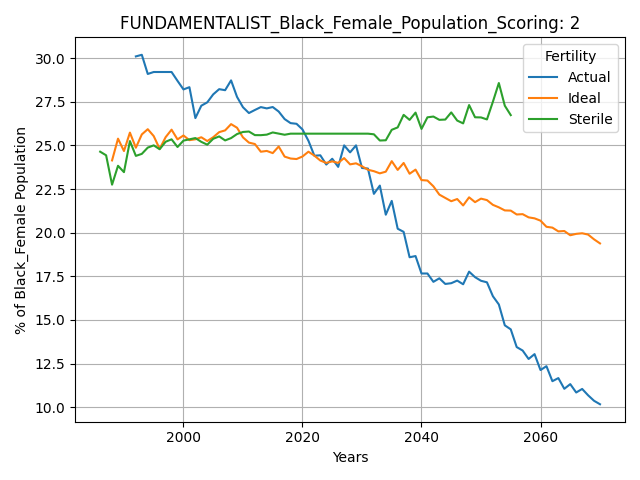 FUNDAMENTALIST_Black_Female_Population_Scoring: 2
% of Black_Female Population
30.0
27.5
25.0
22.5
20.0
17.5
15.0
12.5
10.0
Fertility
Actual
Ideal
Sterile
2000
2020
2040
2060
Years